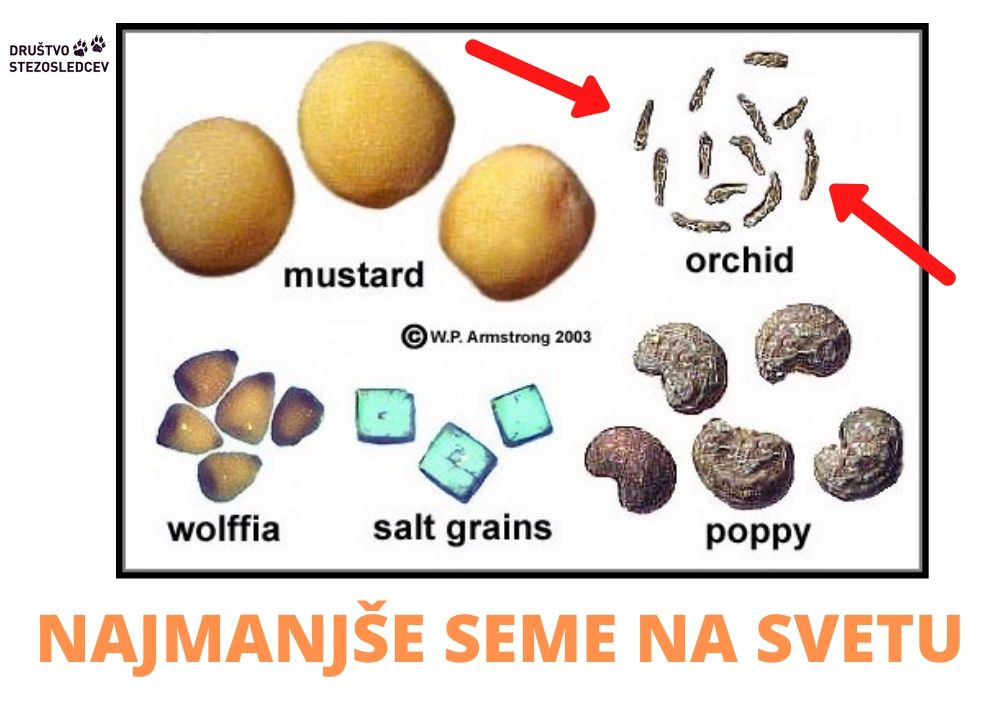 DRUŠTVO
STEZOSLEDCEV
mustard
orchid
© W.P. Armstrong 2003
wolffia
salt grains
poppy
NAJMANJŠE SEME NA SVETU